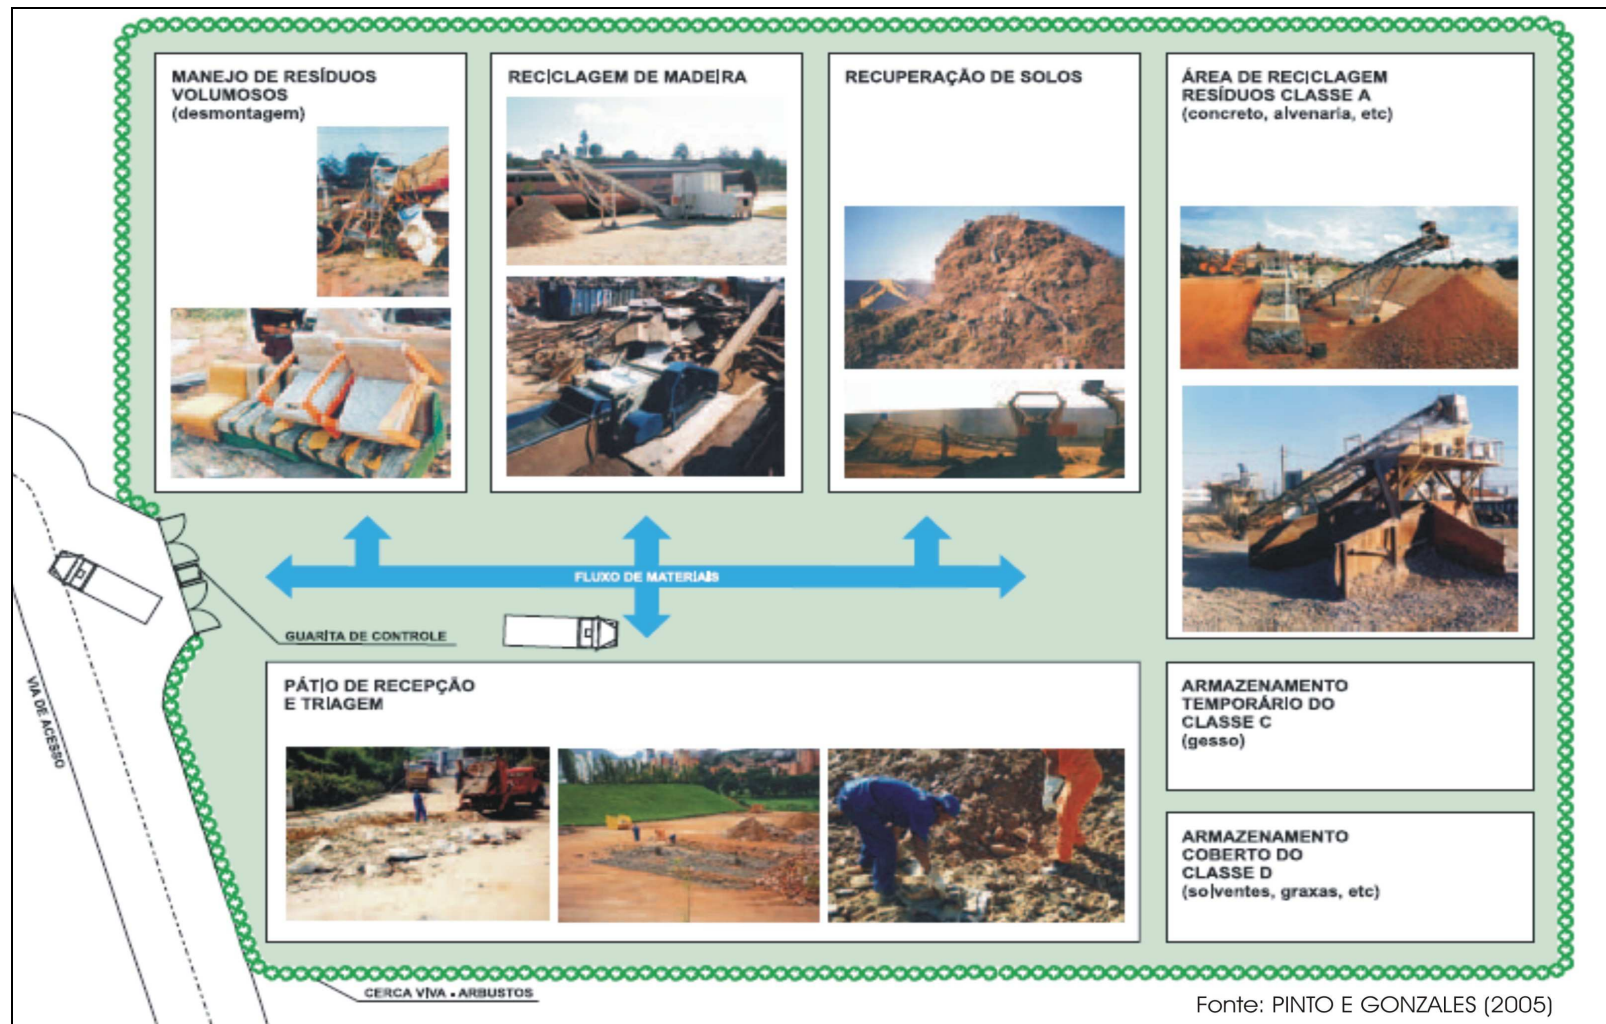 MANEJO DE RESÍDUOS
VOLUMOSOS
(desmontagem)
RECICLAGEM DE MADEIRA
RECUPERAÇÃO DE SOLOS
ÁREA DE RECICLAGEM
RESÍDUOS CLASSE A
(concreto, alvenaria, etc)
FLUXO DE MATERIAIS
GUARITA DE CONTROLE
VIA DE ACESSO
PÁTIO DE RECEPÇÃO
E TRIAGEM
ARMAZENAMENTO
TEMPORÁRIO DO
CLASSE C
(gesso)
ARMAZENAMENTO
COBERTO DO
CLASSE D
(solventes, graxas, etc)
CERCA VIVA - ARBUSTOS
Fonte: PINTO E GONZALES (2005)